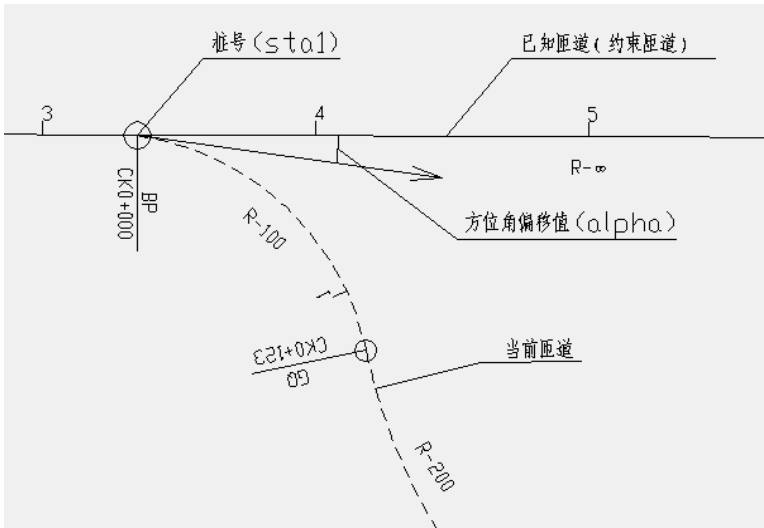 桩号(sta1)
已知匝道(约束匝道)
3
4
5
R-∞
BP
CK0+000
R-100
方位角偏移值(alpha)
1
CK0+123
GQ
当前匝道
R-200